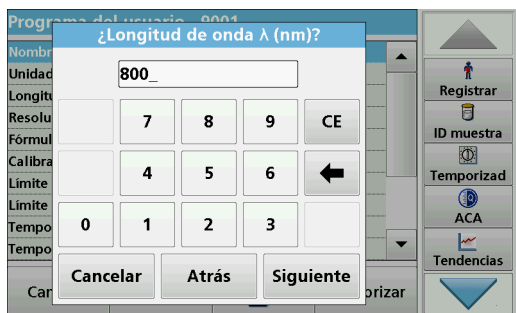 Programa del usuario 9001
¿Longitud de onda λ (nm)?
Nombr
Unidad
Longitu
Resolu
Fórmul
Calibra
Límite
Límite
Tempo
Tempo
800_
7 8 9 CE
4 5 6
0 1 2 3
Cancelar Atrás Siguiente
Can
orizar
Registrar
ID muestra
Temporizad
ACA
Tendencias